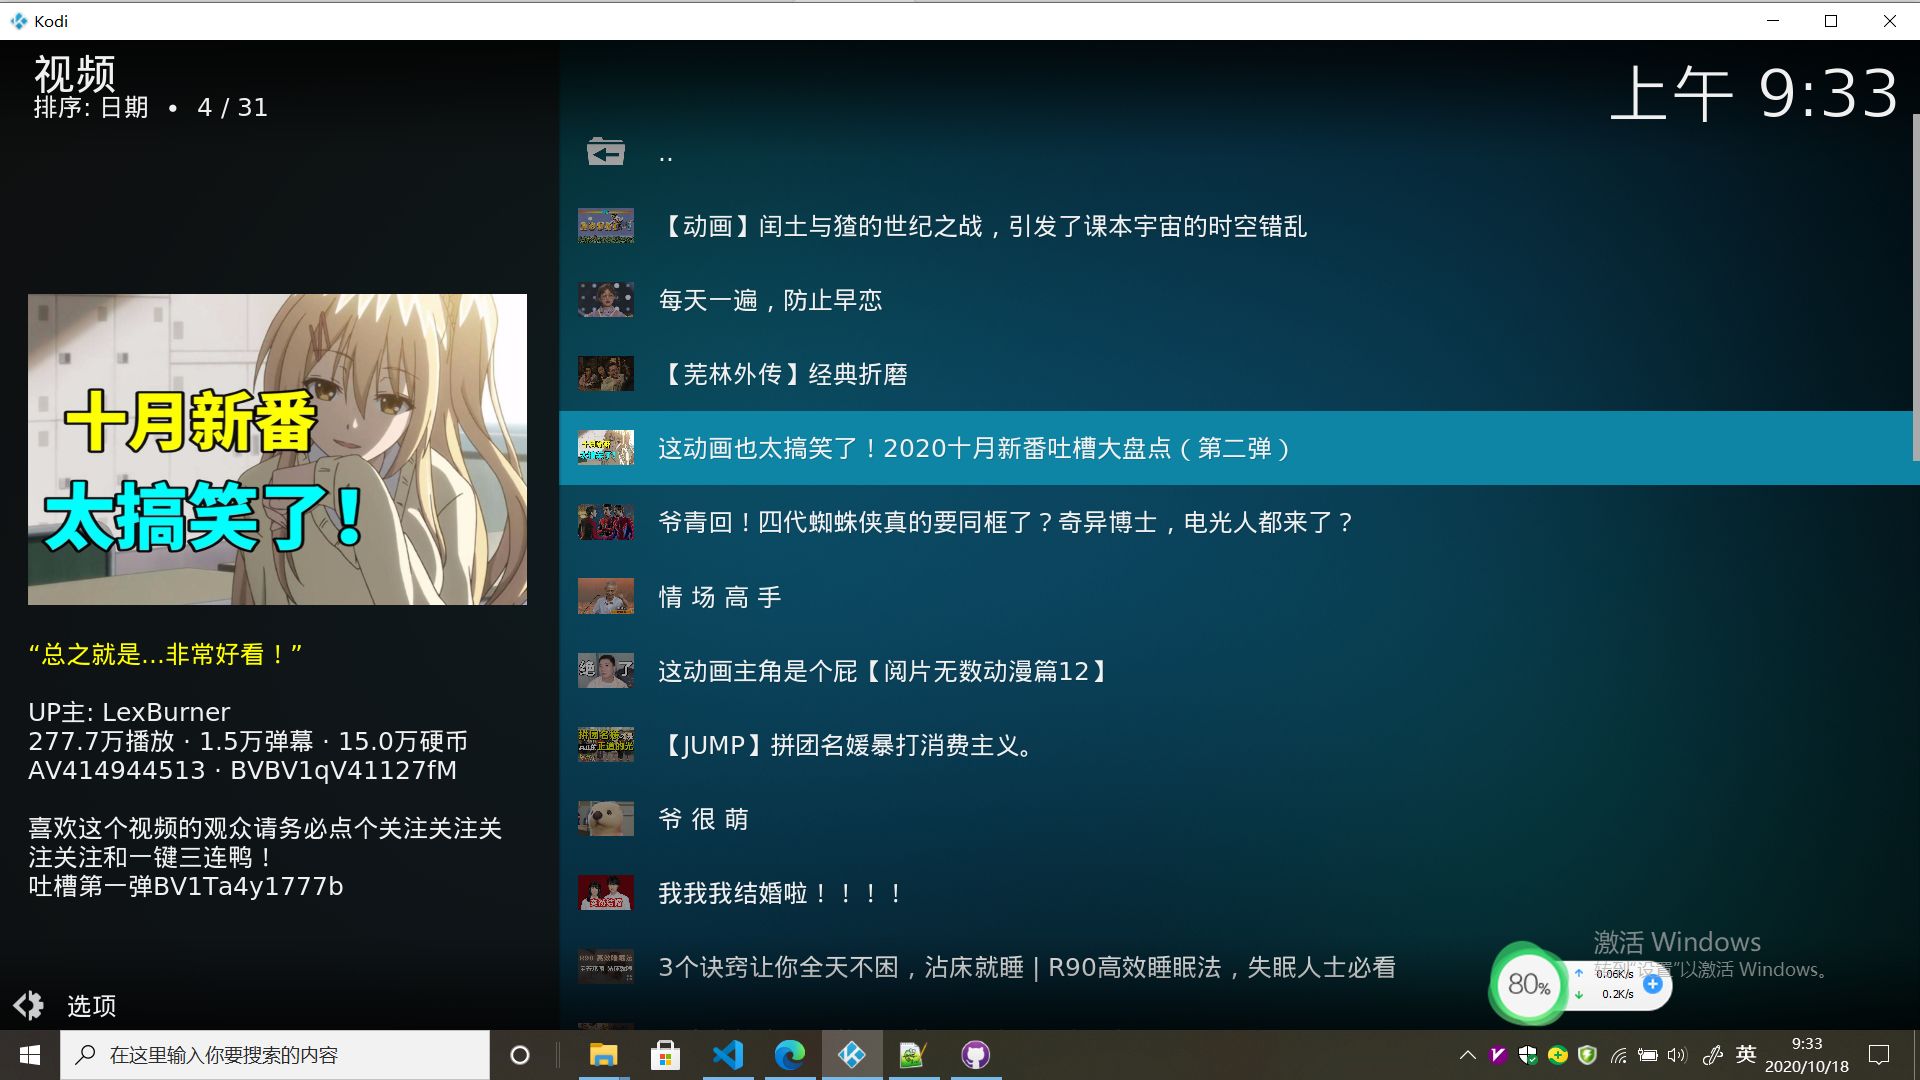 Kodi
视频
排序: 日期 • 4 / 31
上午 9:33
..
【动画】闰土与猹的世纪之战，引发了课本宇宙的时空错乱
每天一遍，防止早恋
【芜林外传】经典折磨
这动画也太搞笑了！2020十月新番吐槽大盘点（第二弹）
爷青回！四代蜘蛛侠真的要同框了？奇异博士，电光人都来了？
情 场 高 手
这动画主角是个屁【阅片无数动漫篇12】
【JUMP】拼团名媛暴打消费主义。
爷 很 萌
我我我结婚啦！！！！
3个诀窍让你全天不困，沾床就睡 | R90高效睡眠法，失眠人士必看
十月新番
太搞笑了!
“总之就是...非常好看！”
UP主: LexBurner
277.7万播放 · 1.5万弹幕 · 15.0万硬币
AV414944513 · BVBV1qV41127fM
喜欢这个视频的观众请务必点个关注关注关
注关注和一键三连鸭！
吐槽第一弹BV1Ta4y1777b
选项
激活 Windows
转到"设置"以激活 Windows。
80%
0.06K/s
0.2K/s
在这里输入你要搜索的内容
英
9:33
2020/10/18